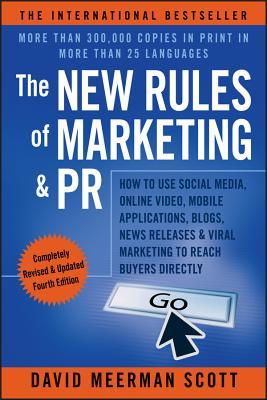 THE INTERNATIONAL BESTSELLER
MORE THAN 300,000 COPIES IN PRINT IN
MORE THAN 25 LANGUAGES
The NEW RULES
of MARKETING
& PR
HOW TO USE SOCIAL MEDIA,
ONLINE VIDEO, MOBILE
APPLICATIONS, BLOGS,
NEWS RELEASES & VIRAL
MARKETING TO REACH
BUYERS DIRECTLY
Completely
Revised & Updated
Fourth Edition
GO
DAVID MEERMAN SCOTT